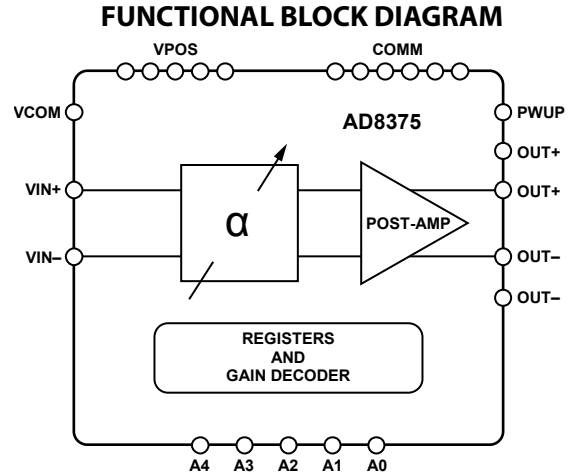 FUNCTIONAL BLOCK DIAGRAM
VPOS
COMM
VCOM
PWUP
AD8375
OUT+
VIN+
OUT+
α
POST-AMP
VIN–
OUT–
OUT–
REGISTERS
AND
GAIN DECODER
A4 A3 A2 A1 A0